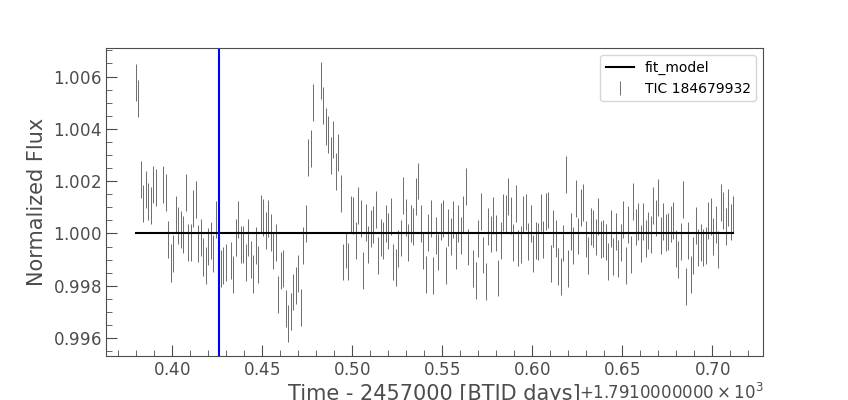 fit_model
TIC 184679932
1.006
1.004
1.002
1.000
0.998
0.996
Normalized Flux
0.40 0.45 0.50 0.55 0.60 0.65 0.70
Time - 2457000 [BTJD days] +1.7910000000 × 10³